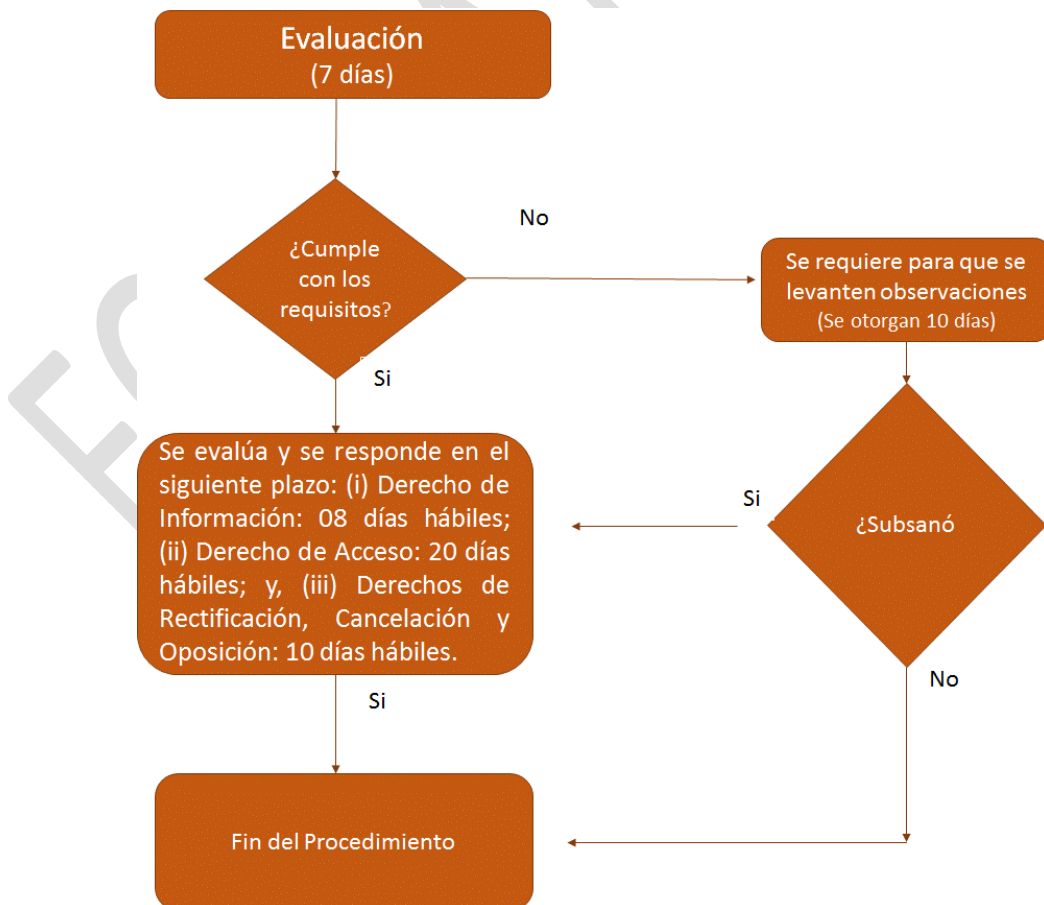 Evaluación
(7 días)
No
¿Cumple
con los
requisitos?
Se requiere para que se
levanten observaciones
(Se otorgan 10 días)
Si
Se evalúa y se responde en el
siguiente plazo: (i) Derecho de
Información: 08 días hábiles;
(ii) Derecho de Acceso: 20 días
hábiles; y, (iii) Derechos de
Rectificación, Cancelación y
Oposición: 10 días hábiles.
Si
¿Subsanó
No
Si
Fin del Procedimiento